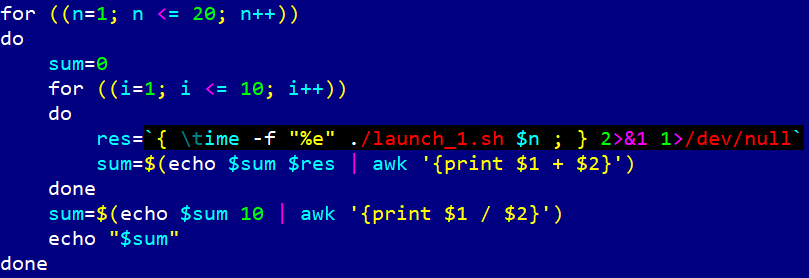 for ((n=1; n <= 20; n++))
do
    sum=0
    for ((i=1; i <= 10; i++))
    do
        res=`{ \time -f "%e" ./launch_1.sh $n ; } 2>&1 1>/dev/null`
        sum=$(echo $sum $res | awk '{print $1 + $2}')
    done
    sum=$(echo $sum 10 | awk '{print $1 / $2}')
    echo "$sum"
done